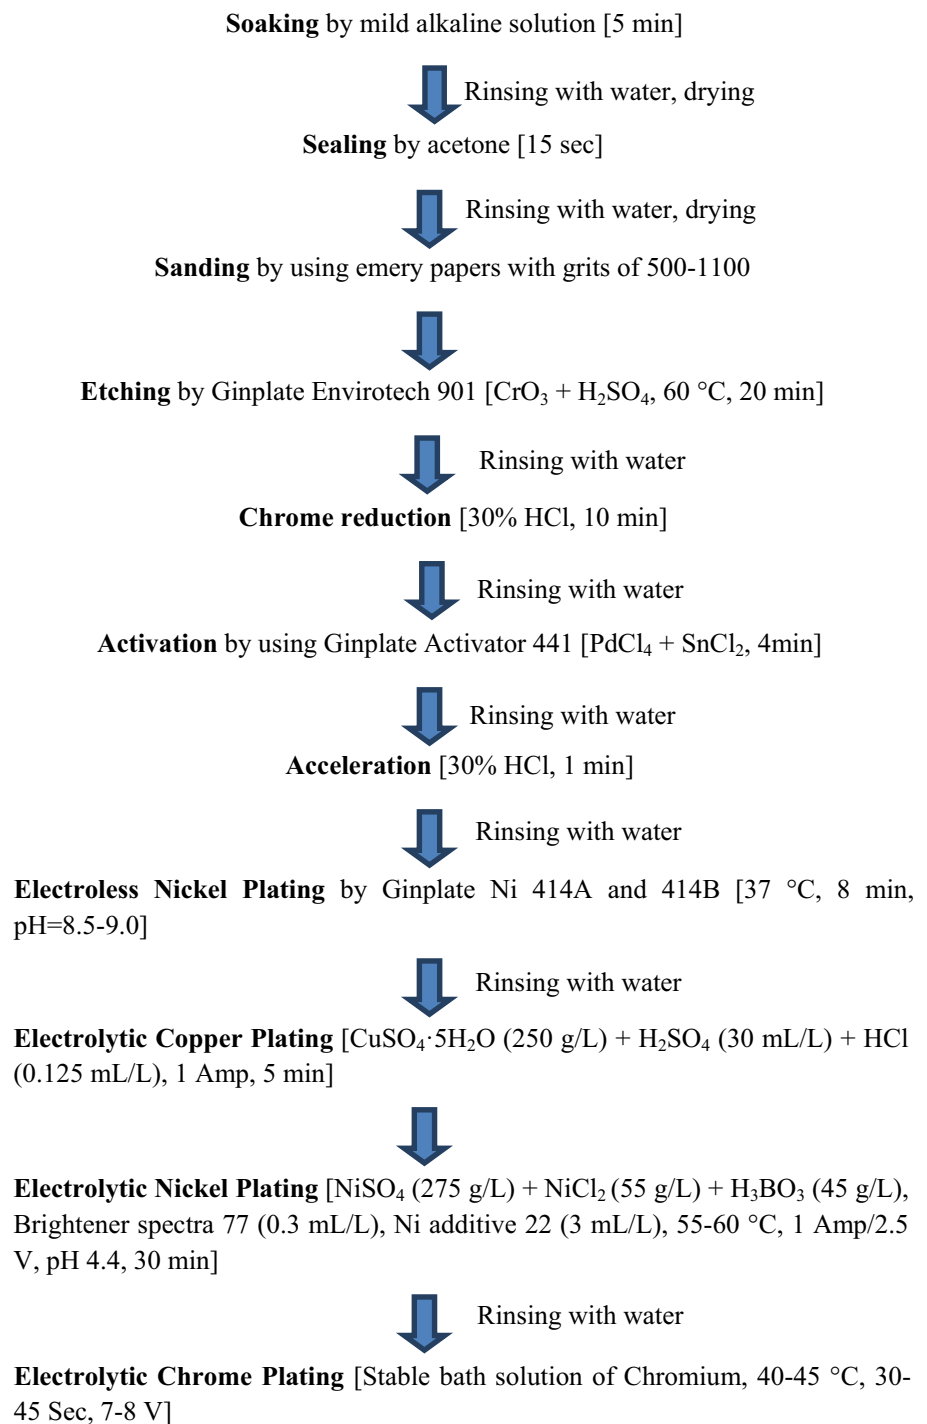 Soaking by mild alkaline solution [5 min]
Rinsing with water, drying
Sealing by acetone [15 sec]
Rinsing with water, drying
Sanding by using emery papers with grits of 500-1100
Etching by Ginplate Envirotech 901 [CrO₃ + H₂SO₄, 60 °C, 20 min]
Rinsing with water
Chrome reduction [30% HCl, 10 min]
Rinsing with water
Activation by using Ginplate Activator 441 [PdCl₄ + SnCl₂, 4min]
Rinsing with water
Acceleration [30% HCl, 1 min]
Rinsing with water
Electroless Nickel Plating by Ginplate Ni 414A and 414B [37 °C, 8 min,
pH=8.5-9.0]
Rinsing with water
Electrolytic Copper Plating [CuSO₄·5H₂O (250 g/L) + H₂SO₄ (30 mL/L) + HCl
(0.125 mL/L), 1 Amp, 5 min]
Electrolytic Nickel Plating [NiSO₄ (275 g/L) + NiCl₂ (55 g/L) + H₃BO₃ (45 g/L),
Brightener spectra 77 (0.3 mL/L), Ni additive 22 (3 mL/L), 55-60 °C, 1 Amp/2.5
V, pH 4.4, 30 min]
Rinsing with water
Electrolytic Chrome Plating [Stable bath solution of Chromium, 40-45 °C, 30-
45 Sec, 7-8 V]